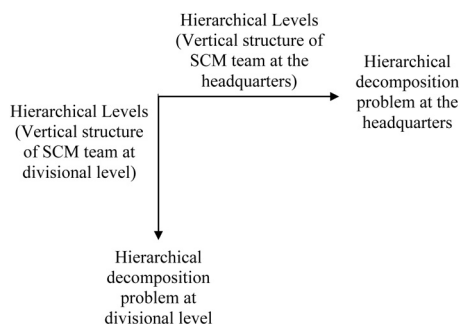 Hierarchical Levels
(Vertical structure of
SCM team at the
headquarters)
Hierarchical
decomposition
problem at the
headquarters
Hierarchical Levels
(Vertical structure
of SCM team at
divisional level)
Hierarchical
decomposition
problem at
divisional level